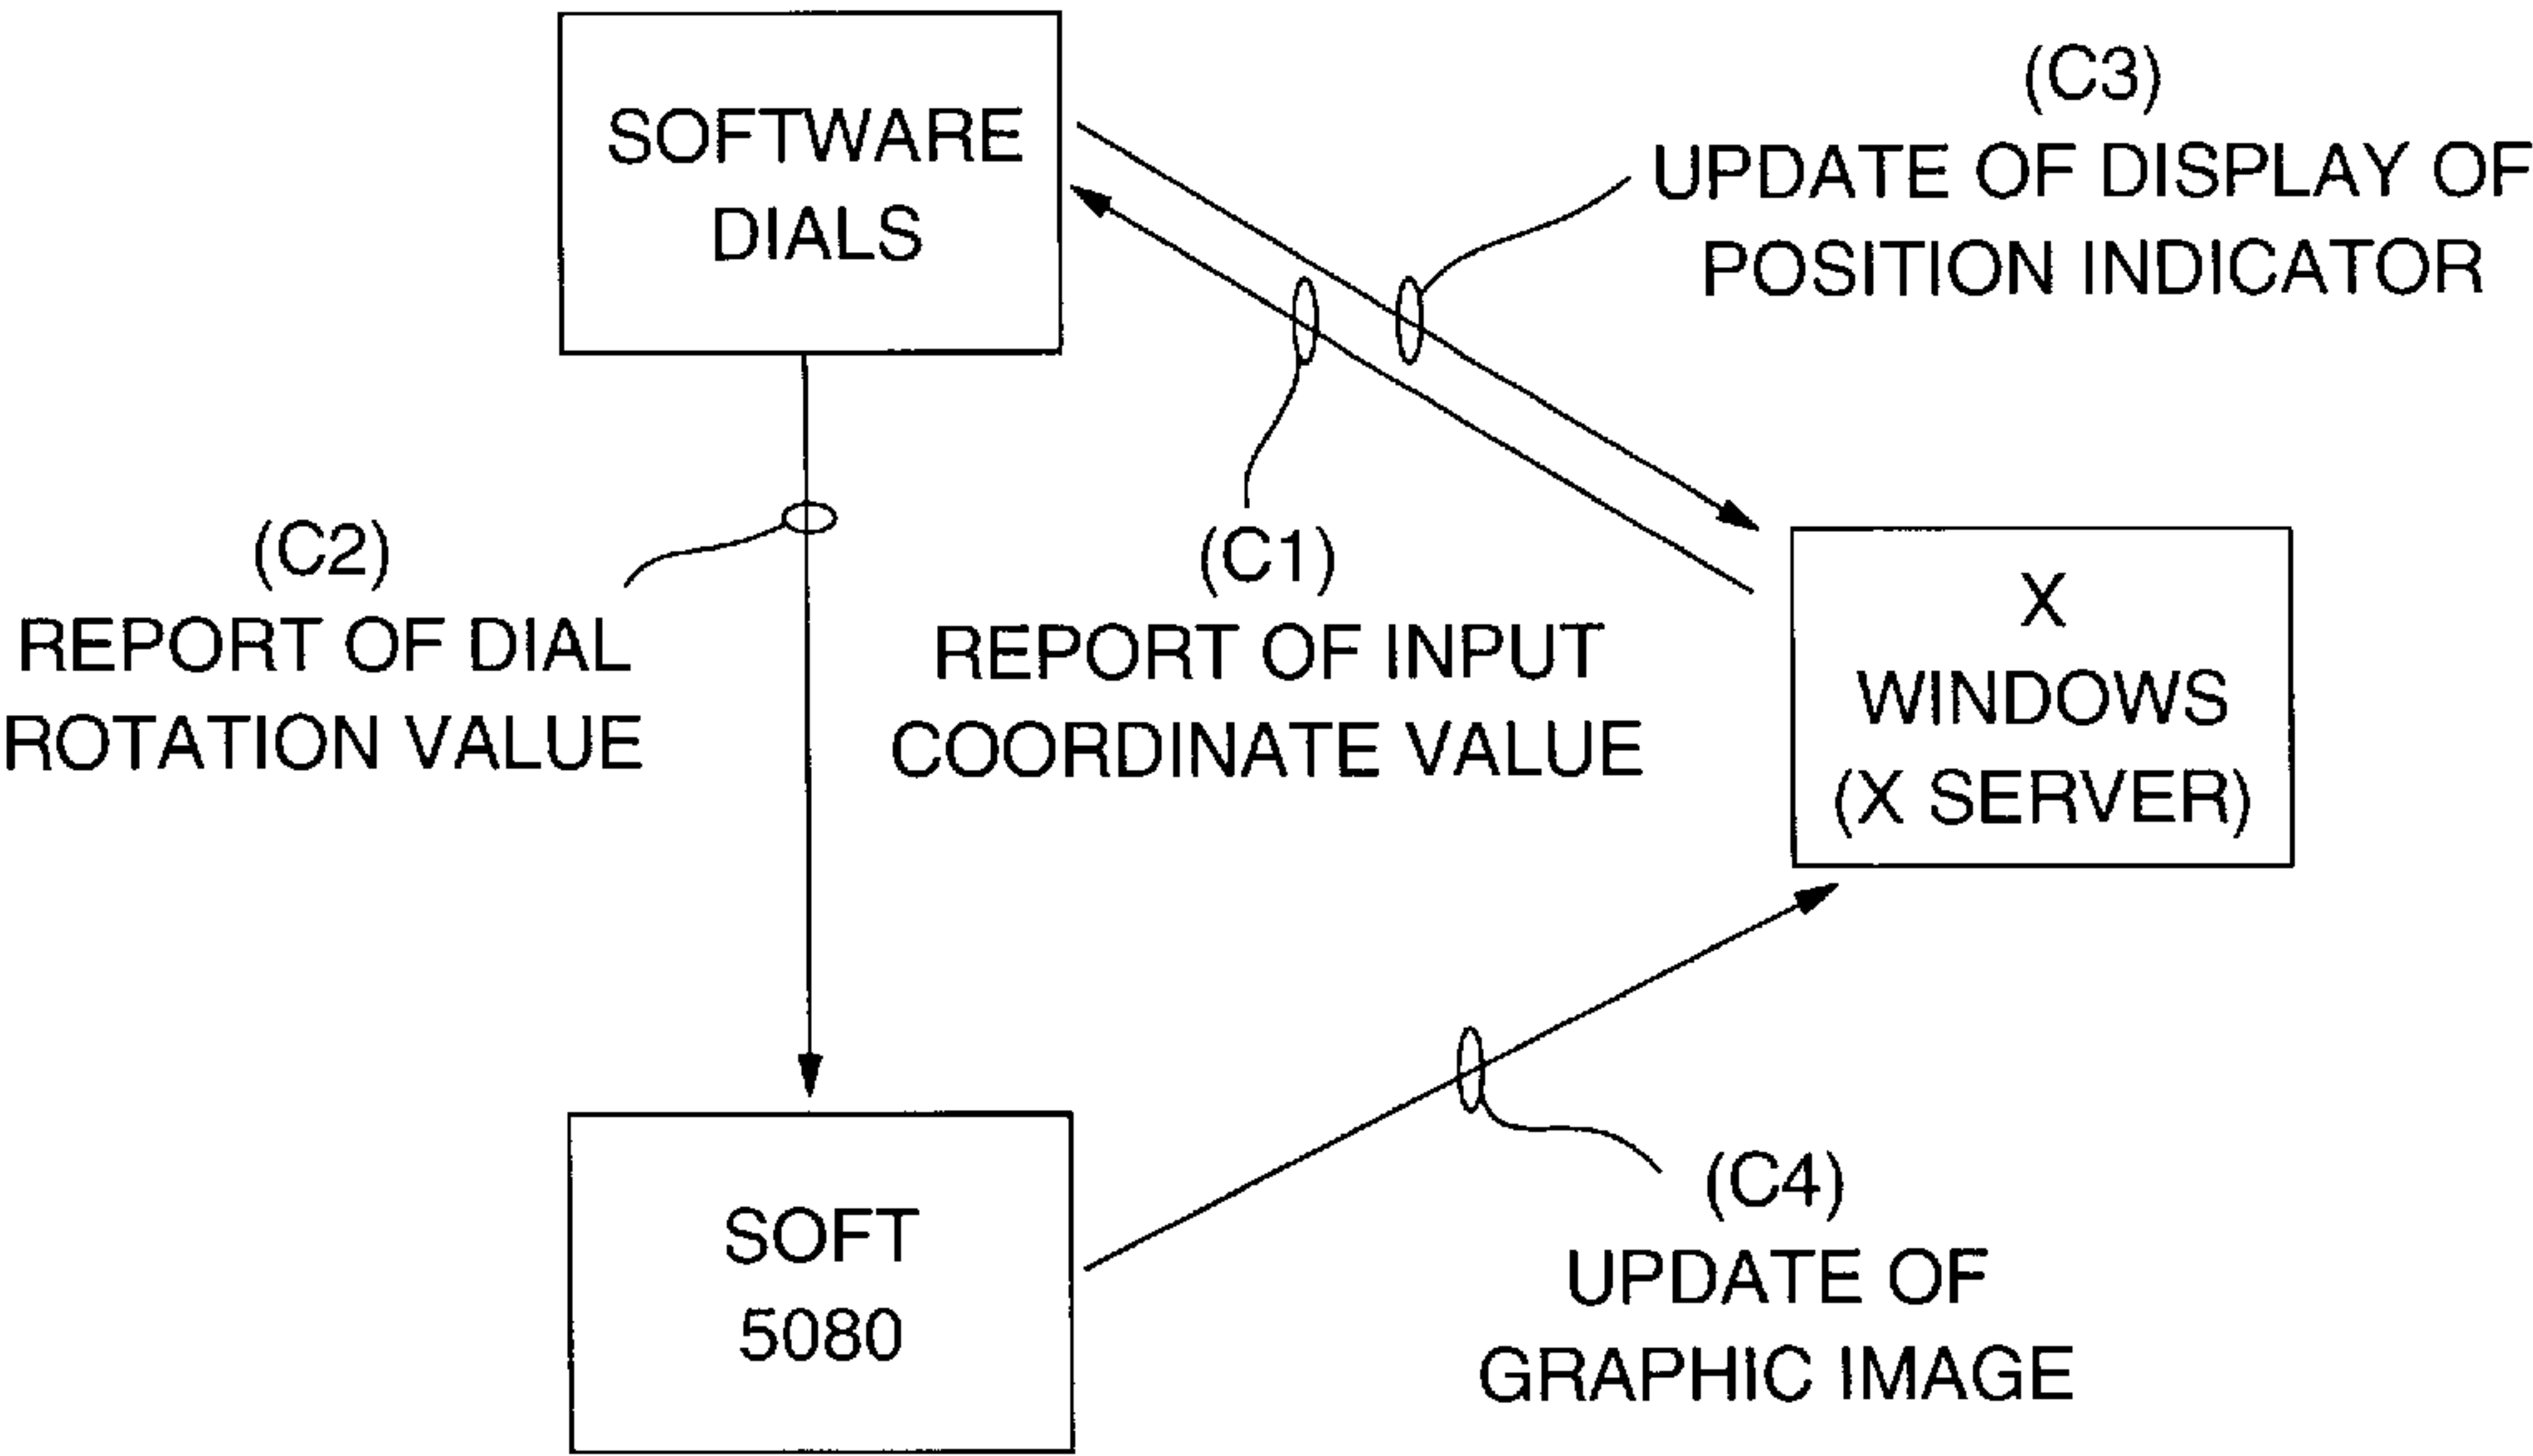 SOFTWARE
DIALS
(C3)
UPDATE OF DISPLAY OF
POSITION INDICATOR
(C2)
REPORT OF DIAL
ROTATION VALUE
(C1)
REPORT OF INPUT
COORDINATE VALUE
X
WINDOWS
(X SERVER)
SOFT
5080
(C4)
UPDATE OF
GRAPHIC IMAGE